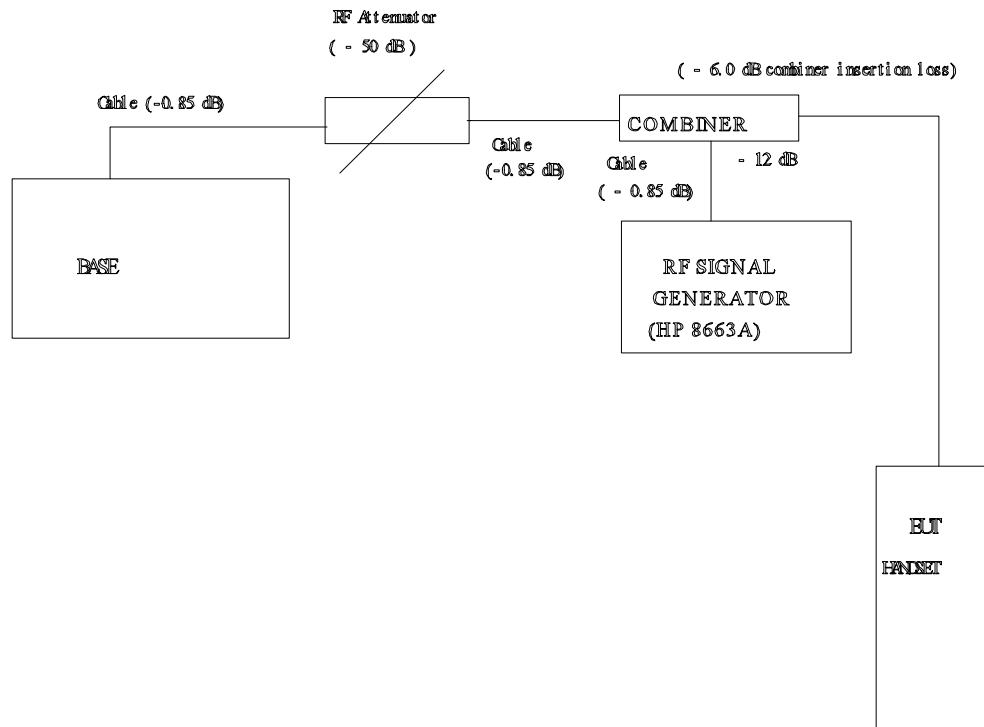 RF Attenuator
( - 50 dB )
( - 6.0 dB combiner insertion loss)
Cable (-0.85 dB)
COMBINER
Cable
(-0.85 dB)
Cable
( - 0.85 dB)
- 12 dB
BASE
RF SIGNAL
GENERATOR
(HP 8663A)
EUT
HANDSET